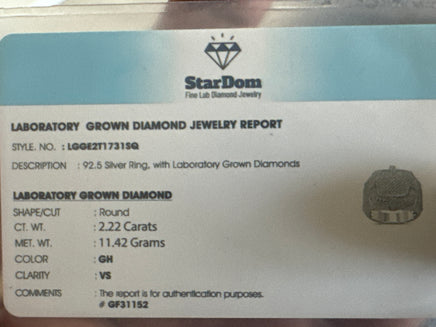 StarDom
Fine Lab Diamond Jewelry
LABORATORY GROWN DIAMOND JEWELRY REPORT
STYLE. NO. : LGGE2T1731SQ
DESCRIPTION : 92.5 Silver Ring, with Laboratory Grown Diamonds
LABORATORY GROWN DIAMOND
SHAPE/CUT : Round
CT. WT. : 2.22 Carats
MET. WT. : 11.42 Grams
COLOR : GH
CLARITY : VS
COMMENTS : The report is for authentification purposes.
# GF31152